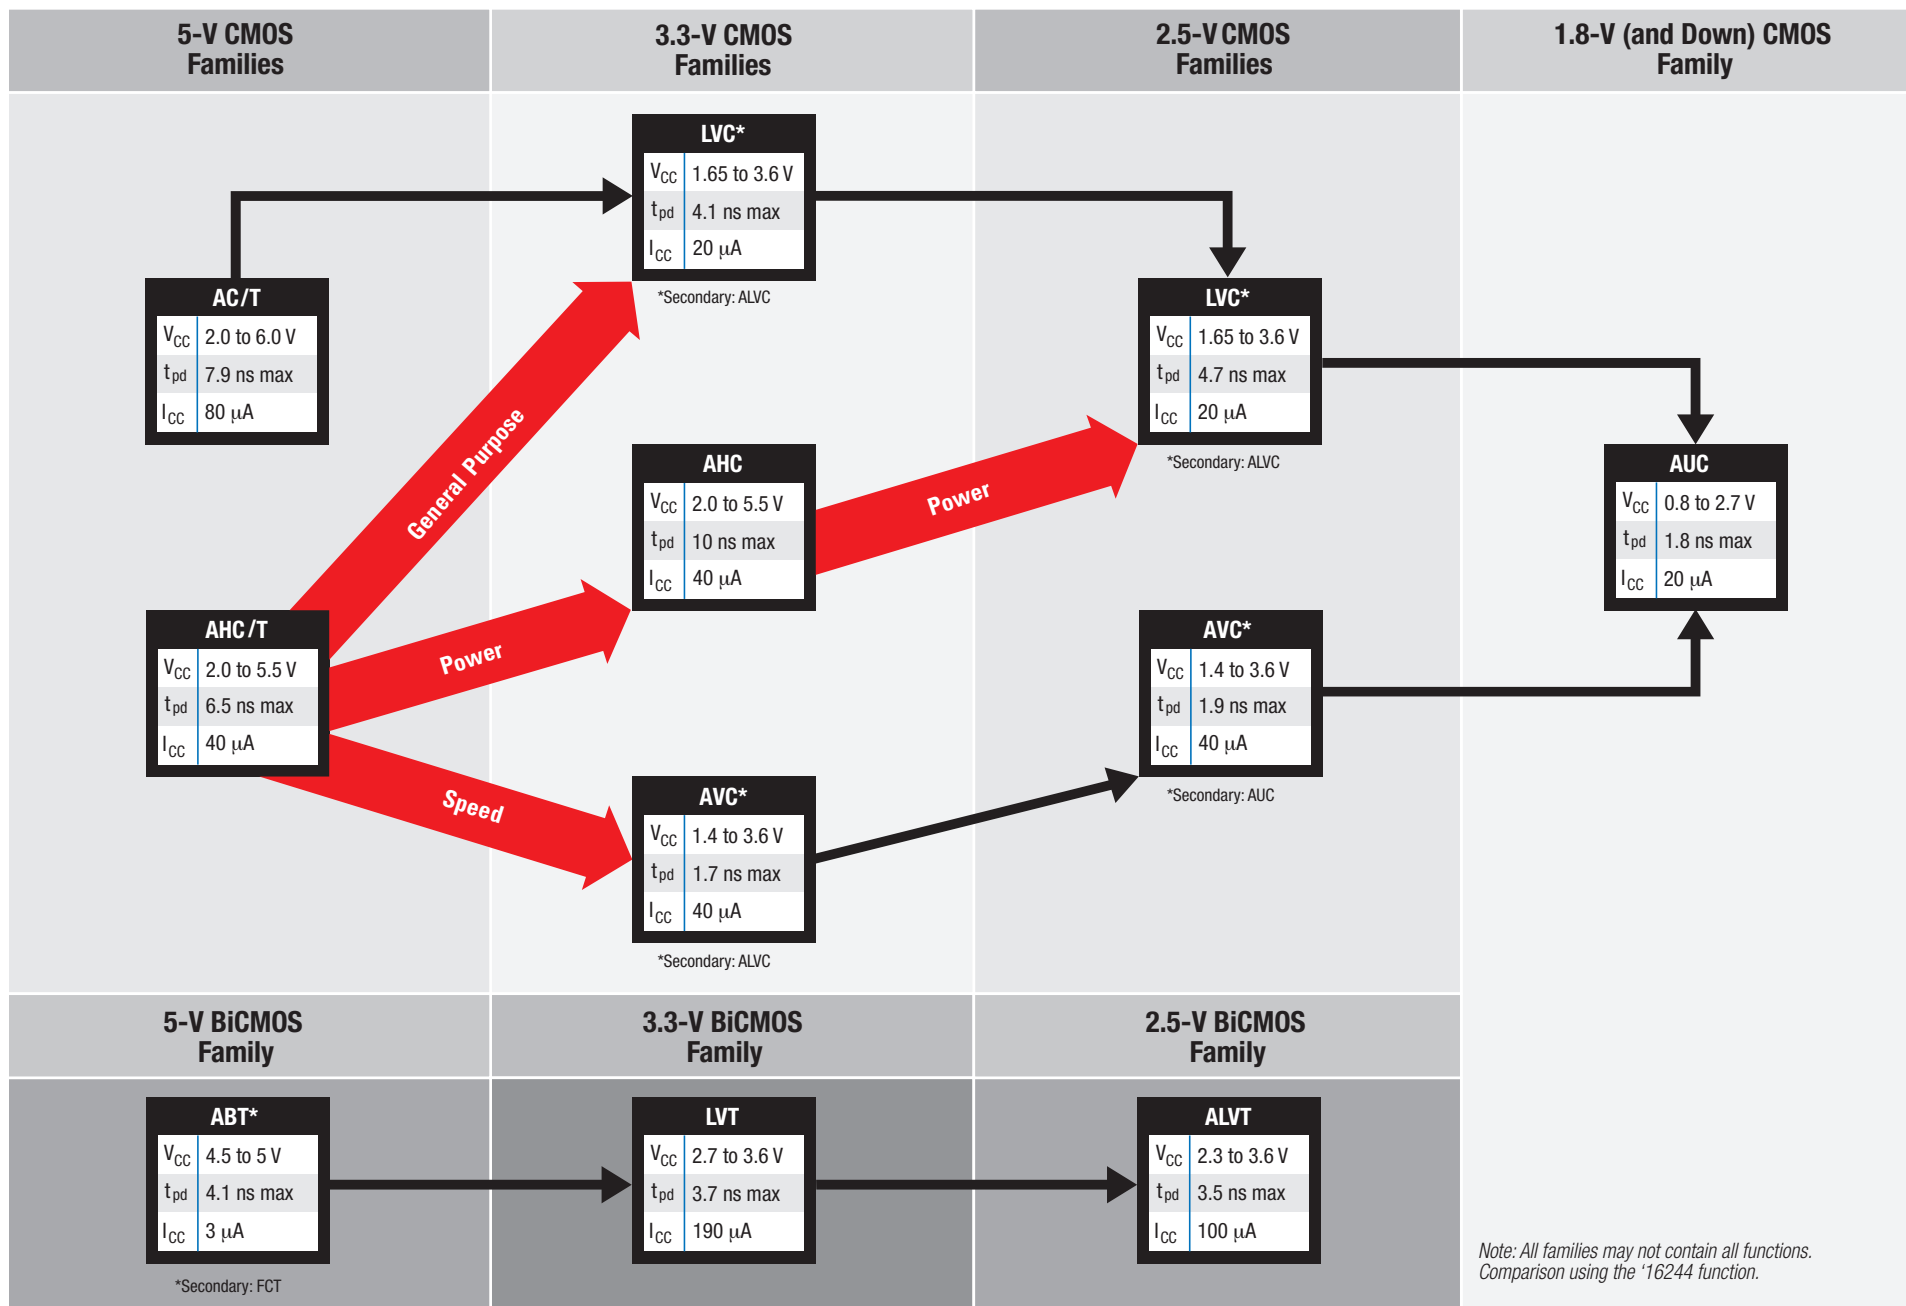 5-V CMOS
Families
3.3-V CMOS
Families
2.5-V CMOS
Families
1.8-V (and Down) CMOS
Family
LVC*
VCC 1.65 to 3.6 V
tpd 4.1 ns max
ICC 20 μA
*Secondary: ALVC
AC/T
VCC 2.0 to 6.0 V
tpd 7.9 ns max
ICC 80 μA
LVC*
VCC 1.65 to 3.6 V
tpd 4.7 ns max
ICC 20 μA
*Secondary: ALVC
General Purpose
AHC
VCC 2.0 to 5.5 V
tpd 10 ns max
ICC 40 μA
Power
AUC
VCC 0.8 to 2.7 V
tpd 1.8 ns max
ICC 20 μA
AHC/T
VCC 2.0 to 5.5 V
tpd 6.5 ns max
ICC 40 μA
Power
AVC*
VCC 1.4 to 3.6 V
tpd 1.9 ns max
ICC 40 μA
*Secondary: AUC
Speed
AVC*
VCC 1.4 to 3.6 V
tpd 1.7 ns max
ICC 40 μA
*Secondary: ALVC
5-V BiCMOS
Family
3.3-V BiCMOS
Family
2.5-V BiCMOS
Family
ABT*
VCC 4.5 to 5 V
tpd 4.1 ns max
ICC 3 μA
*Secondary: FCT
LVT
VCC 2.7 to 3.6 V
tpd 3.7 ns max
ICC 190 μA
ALVT
VCC 2.3 to 3.6 V
tpd 3.5 ns max
ICC 100 μA
Note: All families may not contain all functions.
Comparison using the ‘16244 function.